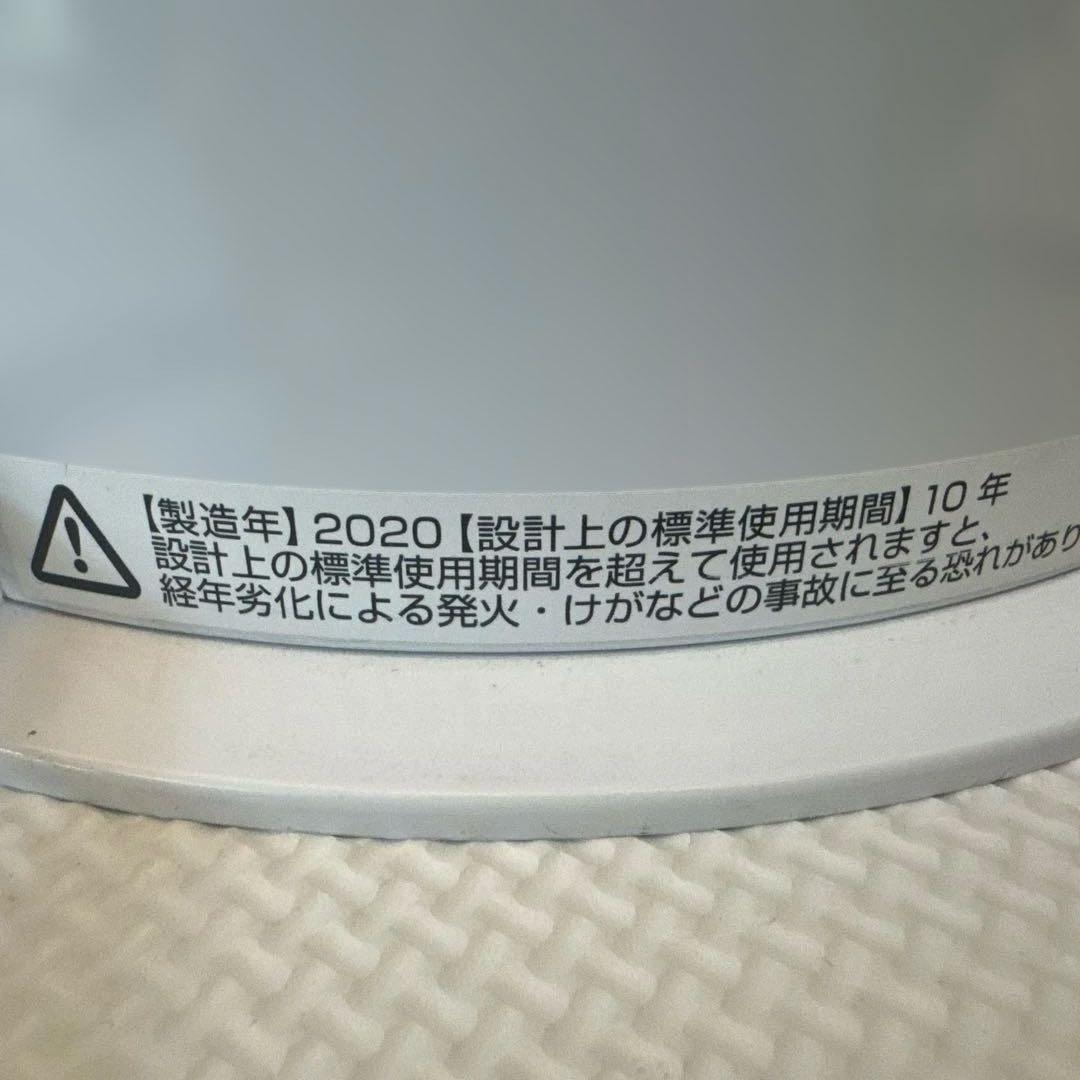 【製造年】2020【設計上の標準使用期間】10年
設計上の標準使用期間を超えて使用されますと、
経年劣化による発火・けがなどの事故に至る恐れがあり